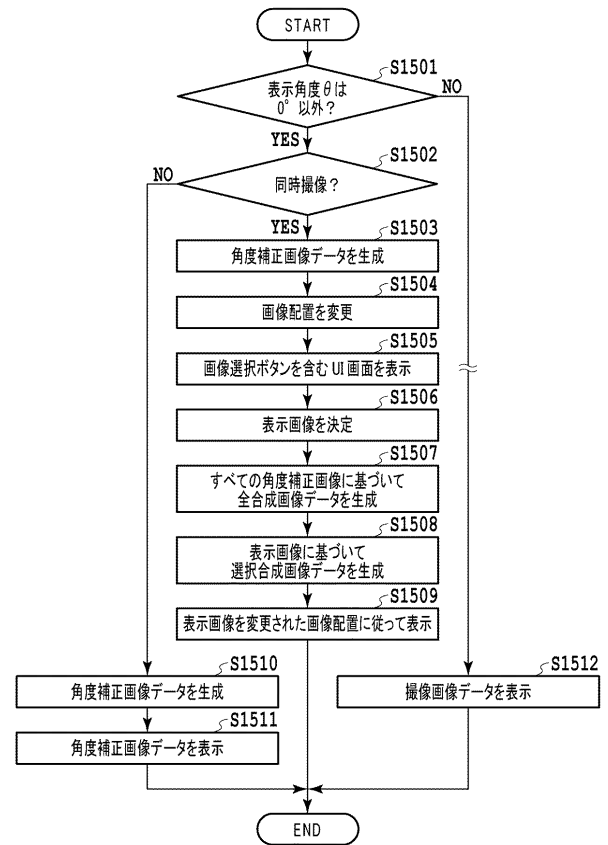 START
S1501
表示角度θは
0°以外？
NO
YES
S1502
同時撮像？
NO
YES
S1503
角度補正画像データを生成
S1504
画像配置を変更
S1505
画像選択ボタンを含むUI画面を表示
S1506
表示画像を決定
S1507
すべての角度補正画像に基づいて
全合成画像データを生成
S1508
表示画像に基づいて
選択合成画像データを生成
S1509
表示画像を変更された画像配置に従って表示
S1510
角度補正画像データを生成
S1511
角度補正画像データを表示
S1512
撮像画像データを表示
END